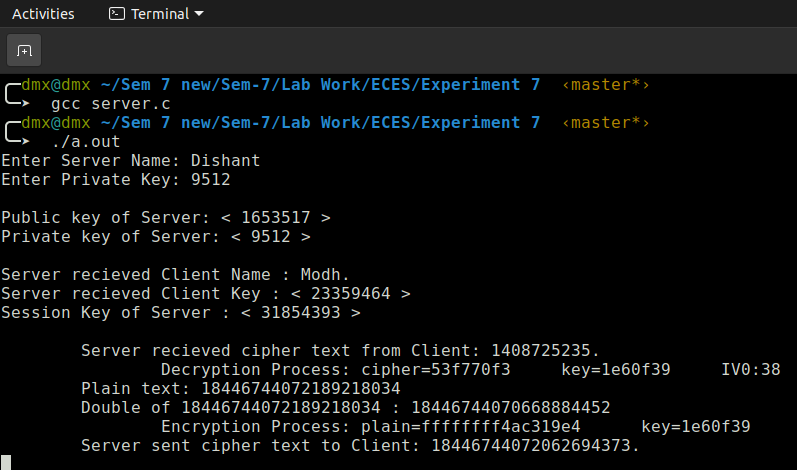 Activities Terminal
dmx@dmx ~/Sem 7 new/Sem-7/Lab Work/ECES/Experiment 7 ‹master*›
➤ gcc server.c
dmx@dmx ~/Sem 7 new/Sem-7/Lab Work/ECES/Experiment 7 ‹master*›
➤ ./a.out
Enter Server Name: Dishant
Enter Private Key: 9512
Public key of Server: < 1653517 >
Private key of Server: < 9512 >
Server recieved Client Name : Modh.
Server recieved Client Key : < 23359464 >
Session Key of Server : < 31854393 >
Server recieved cipher text from Client: 1408725235.
Decryption Process: cipher=53f770f3 key=1e60f39 IV0:38
Plain text: 18446744072189218034
Double of 18446744072189218034 : 18446744070668884452
Encryption Process: plain=ffffffff4ac319e4 key=1e60f39
Server sent cipher text to Client: 18446744072062694373.